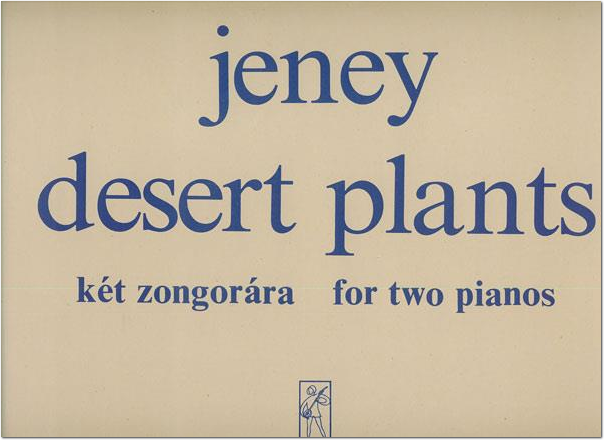 jeney
desert plants
két zongorára for two pianos